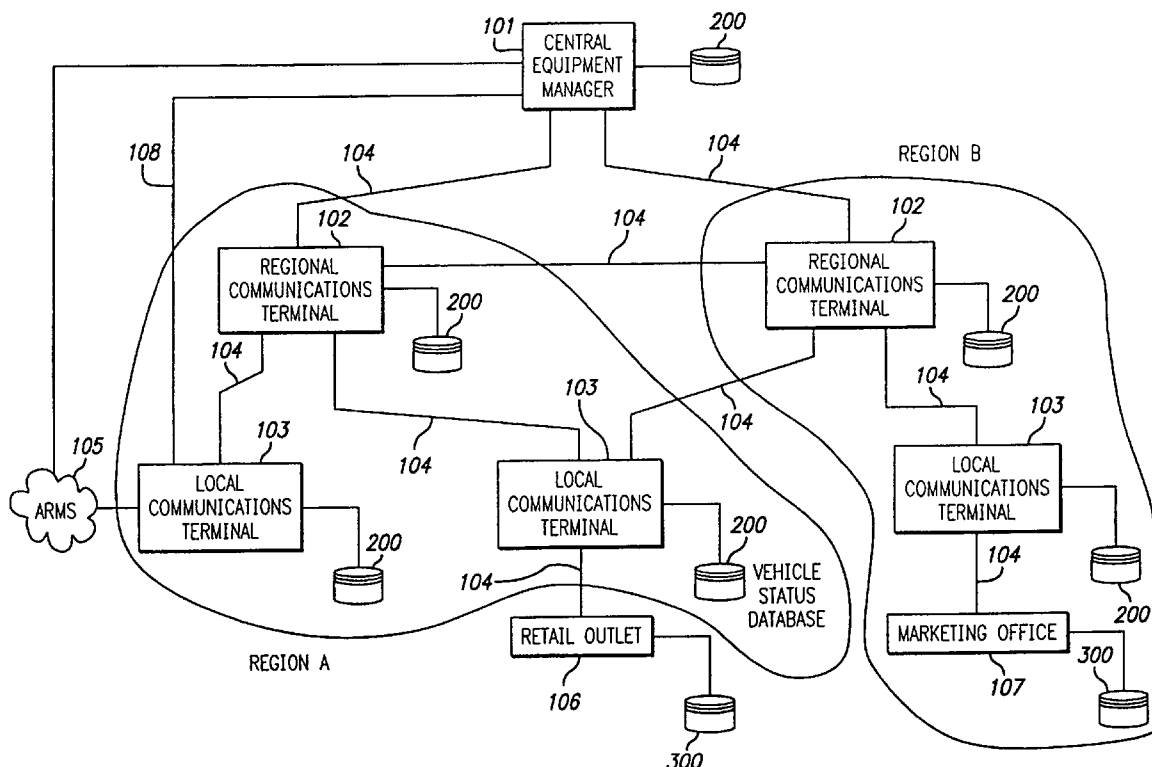 101
CENTRAL
EQUIPMENT
MANAGER
200
108
104
104
REGION B
102
REGIONAL
COMMUNICATIONS
TERMINAL
200
104
102
REGIONAL
COMMUNICATIONS
TERMINAL
200
104
104
104
104
105
ARMS
103
LOCAL
COMMUNICATIONS
TERMINAL
200
103
LOCAL
COMMUNICATIONS
TERMINAL
200
VEHICLE
STATUS
DATABASE
103
LOCAL
COMMUNICATIONS
TERMINAL
200
104
104
REGION A
RETAIL OUTLET
106
300
MARKETING OFFICE
107
300